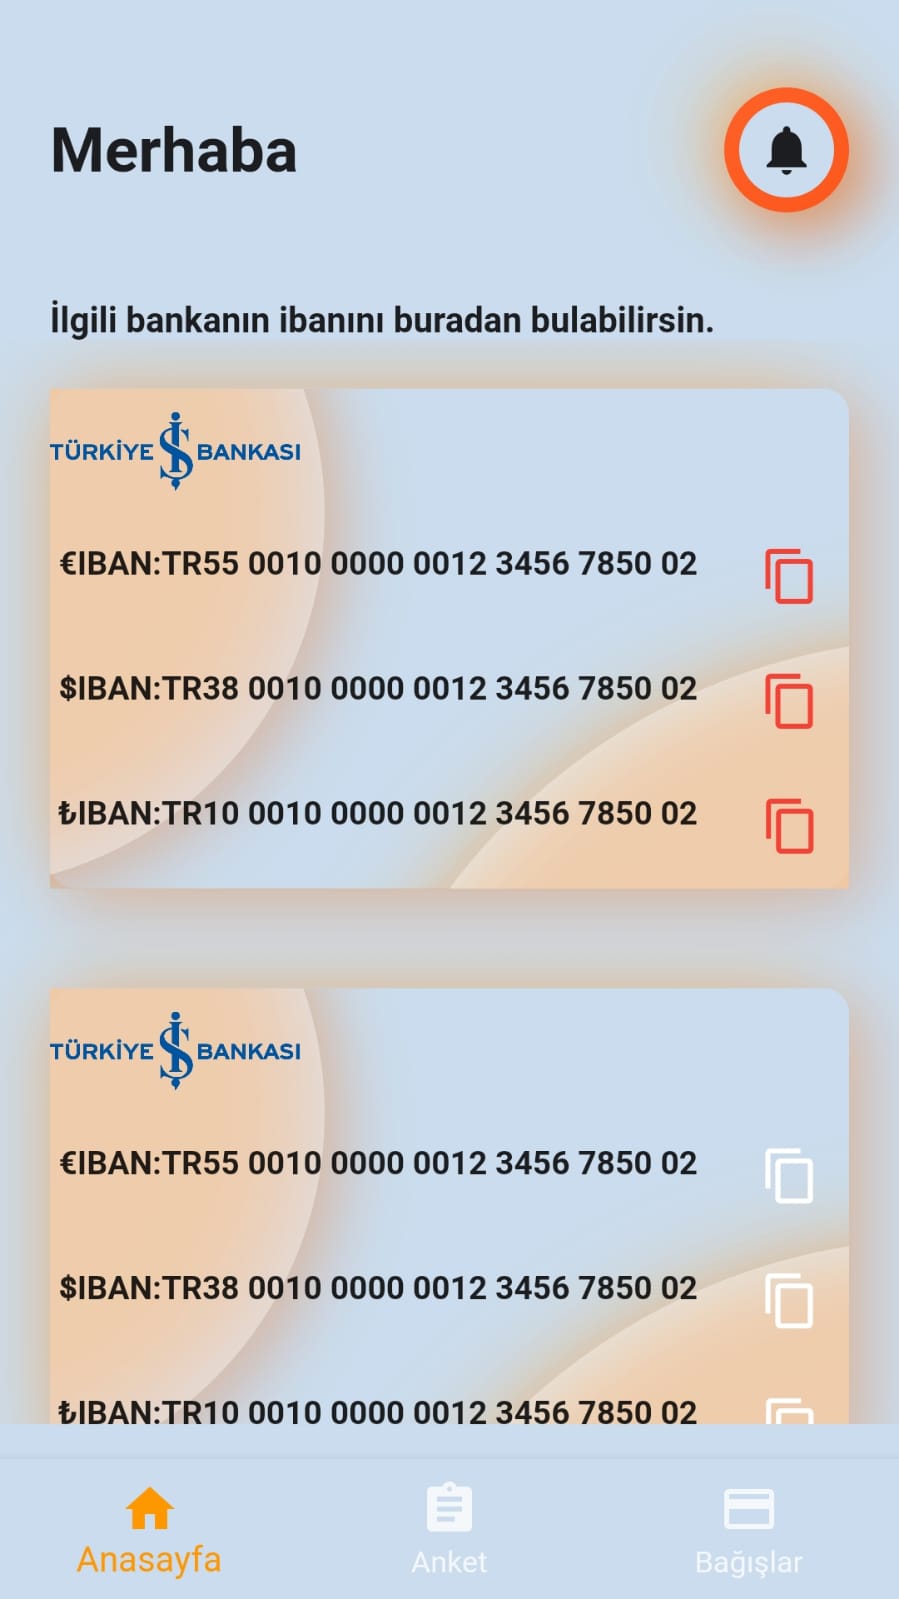 Merhaba
İlgili bankanın ibanını buradan bulabilirsin.
TÜRKİYE İŞ BANKASI
€IBAN:TR55 0010 0000 0012 3456 7850 02
$IBAN:TR38 0010 0000 0012 3456 7850 02
₺IBAN:TR10 0010 0000 0012 3456 7850 02
TÜRKİYE İŞ BANKASI
€IBAN:TR55 0010 0000 0012 3456 7850 02
$IBAN:TR38 0010 0000 0012 3456 7850 02
₺IBAN:TR10 0010 0000 0012 3456 7850 02
Anasayfa
Anket
Bağışlar